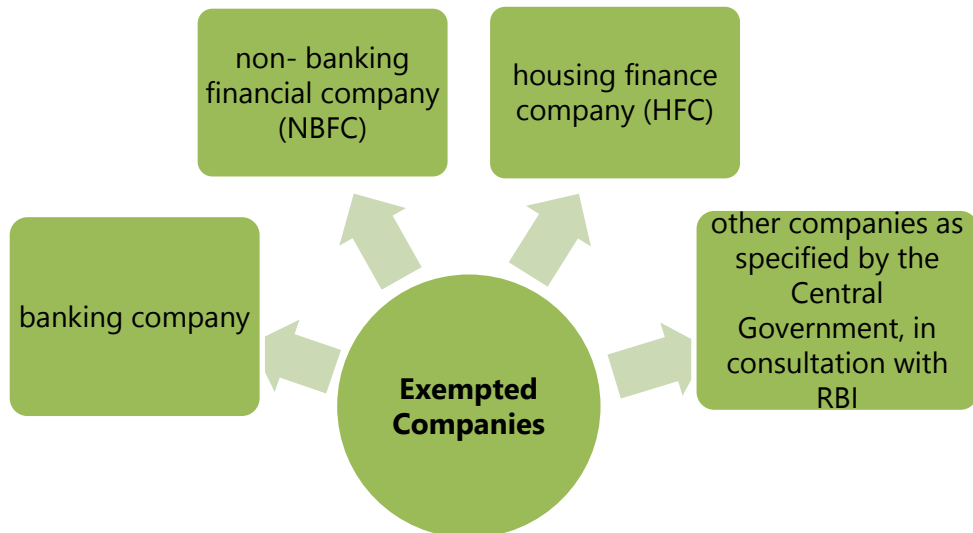 non- banking
financial company
(NBFC)
housing finance
company (HFC)
banking company
other companies as
specified by the
Central
Government, in
consultation with
RBI
Exempted
Companies